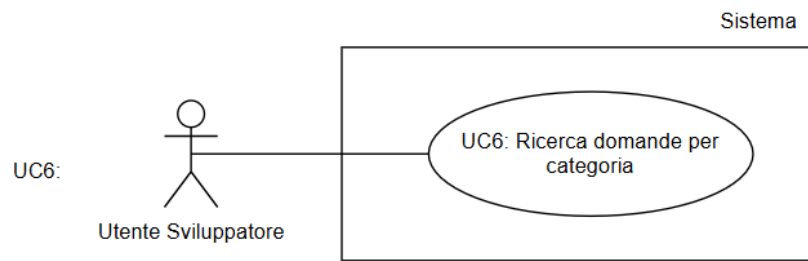 Sistema
UC6: Ricerca domande per
categoria
UC6:
Utente Sviluppatore